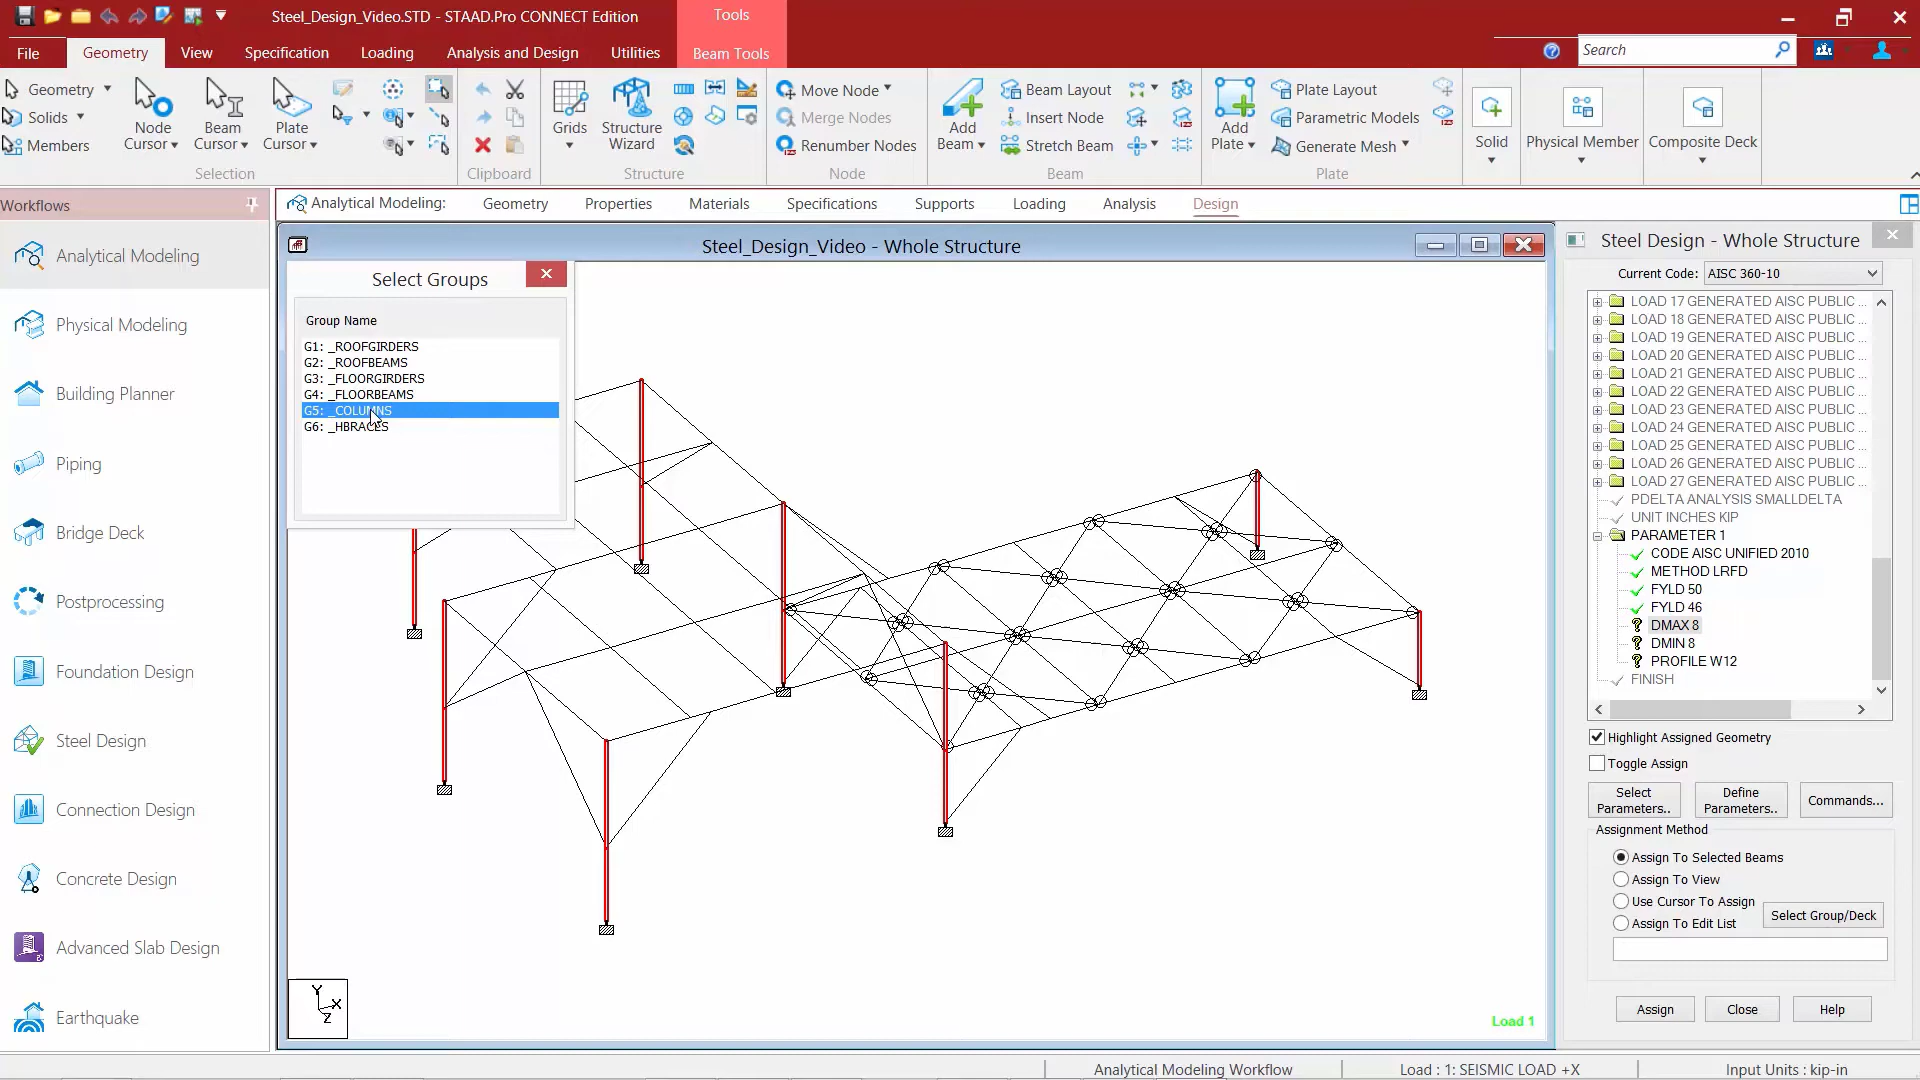 Steel_Design_Video.STD - STAAD.Pro CONNECT Edition
Tools
File
Geometry
View
Specification
Loading
Analysis and Design
Utilities
Beam Tools
Search
Geometry
Solids
Members
Node
Cursor
Beam
Cursor
Plate
Cursor
Selection
Clipboard
Grids
Structure
Wizard
Structure
Move Node
Merge Nodes
Renumber Nodes
Node
Add
Beam
Beam Layout
Insert Node
Stretch Beam
Beam
Add
Plate
Plate Layout
Parametric Models
Generate Mesh
Plate
Solid
Physical Member
Composite Deck
Workflows
Analytical Modeling
Physical Modeling
Building Planner
Piping
Bridge Deck
Postprocessing
Foundation Design
Steel Design
Connection Design
Concrete Design
Advanced Slab Design
Earthquake
Analytical Modeling:
Geometry
Properties
Materials
Specifications
Supports
Loading
Analysis
Design
Steel_Design_Video - Whole Structure
Select Groups
Group Name
G1: _ROOFGIRDERS
G2: _ROOFBEAMS
G3: _FLOORGIRDERS
G4: _FLOORBEAMS
G5: _COLUMNS
G6: _HBRACES
Y
X
Z
Load 1
Steel Design - Whole Structure
Current Code: AISC 360-10
LOAD 17 GENERATED AISC PUBLIC ...
LOAD 18 GENERATED AISC PUBLIC ...
LOAD 19 GENERATED AISC PUBLIC ...
LOAD 20 GENERATED AISC PUBLIC ...
LOAD 21 GENERATED AISC PUBLIC ...
LOAD 22 GENERATED AISC PUBLIC ...
LOAD 23 GENERATED AISC PUBLIC ...
LOAD 24 GENERATED AISC PUBLIC ...
LOAD 25 GENERATED AISC PUBLIC ...
LOAD 26 GENERATED AISC PUBLIC ...
LOAD 27 GENERATED AISC PUBLIC ...
PDELTA ANALYSIS SMALLDELTA
UNIT INCHES KIP
PARAMETER 1
CODE AISC UNIFIED 2010
METHOD LRFD
FYLD 50
FYLD 46
DMAX 8
DMIN 8
PROFILE W12
FINISH
Highlight Assigned Geometry
Toggle Assign
Select
Parameters..
Define
Parameters..
Commands...
Assignment Method
Assign To Selected Beams
Assign To View
Use Cursor To Assign
Assign To Edit List
Select Group/Deck
Assign
Close
Help
Analytical Modeling Workflow
Load : 1: SEISMIC LOAD +X
Input Units : kip-in